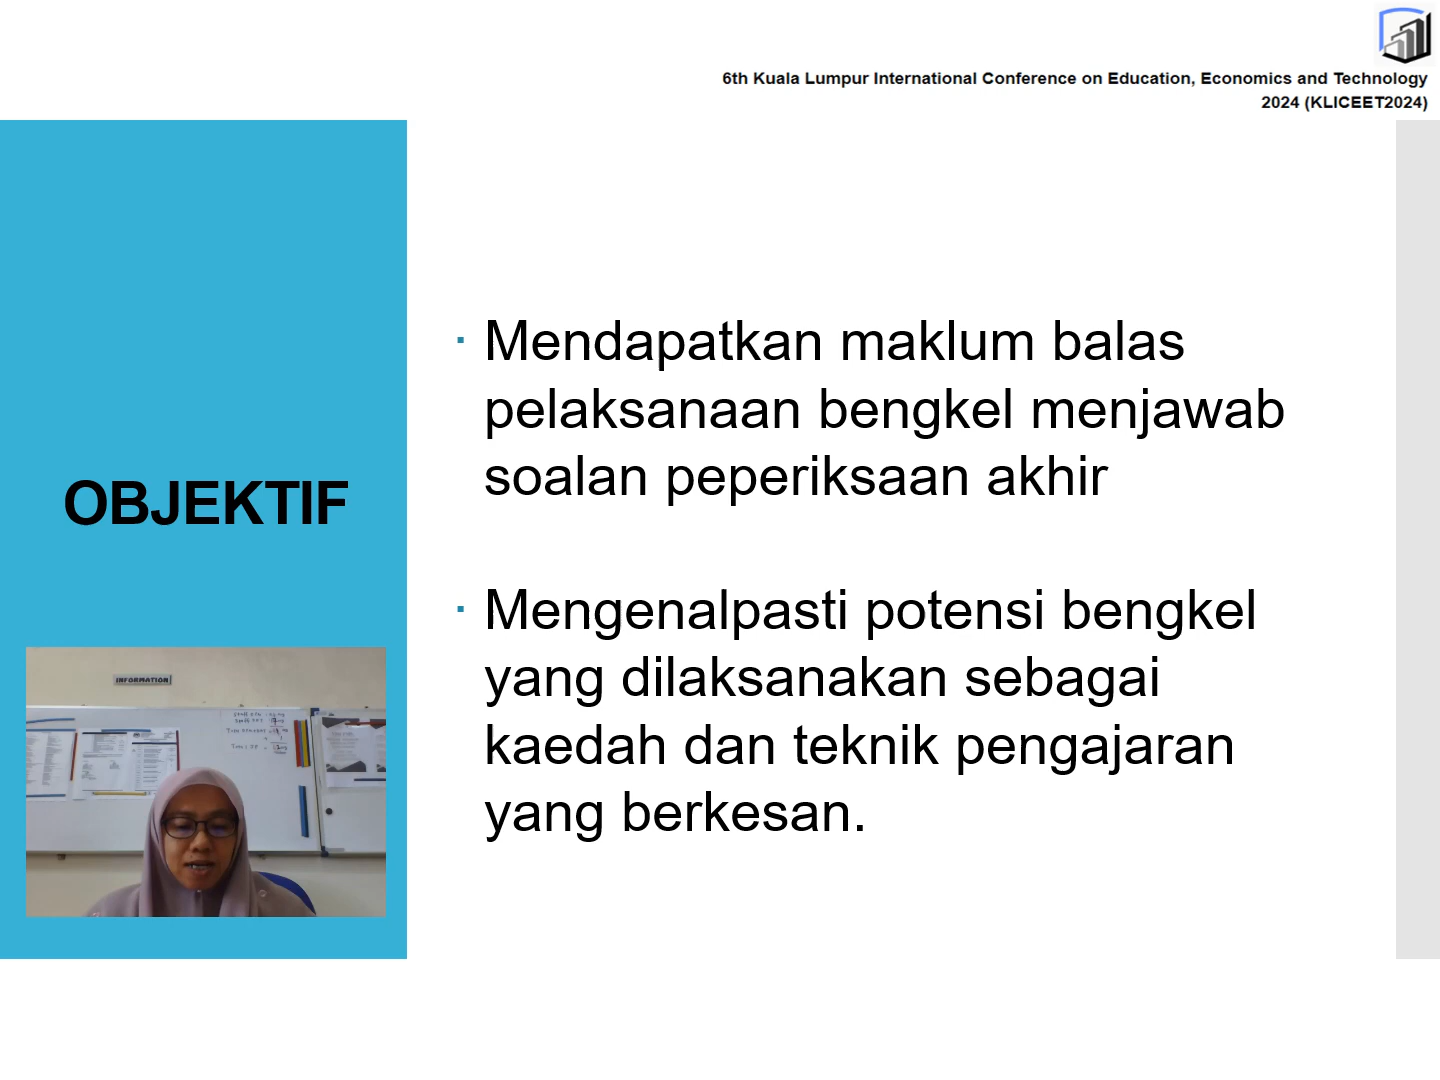 6th Kuala Lumpur International Conference on Education, Economics and Technology
2024 (KLICEET2024)
OBJEKTIF
Mendapatkan maklum balas
pelaksanaan bengkel menjawab
soalan peperiksaan akhir
Mengenalpasti potensi bengkel
yang dilaksanakan sebagai
kaedah dan teknik pengajaran
yang berkesan.
INFORMATION